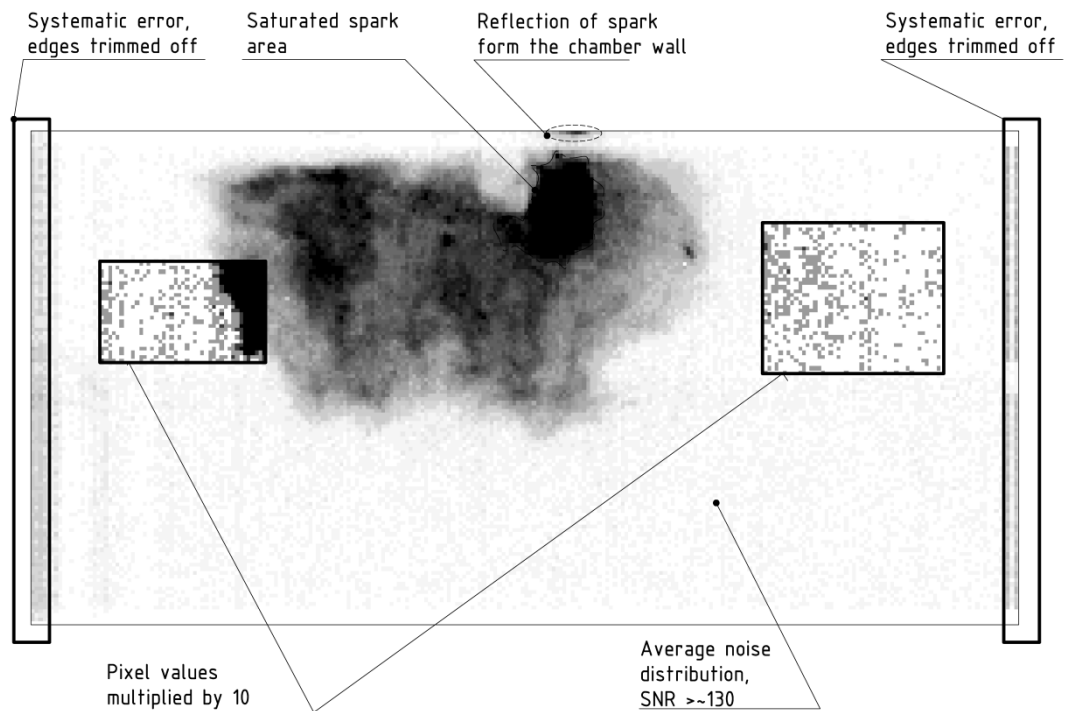 Systematic error,
edges trimmed off
Saturated spark
area
Reflection of spark
form the chamber wall
Systematic error,
edges trimmed off
Pixel values
multiplied by 10
Average noise
distribution,
SNR >~130